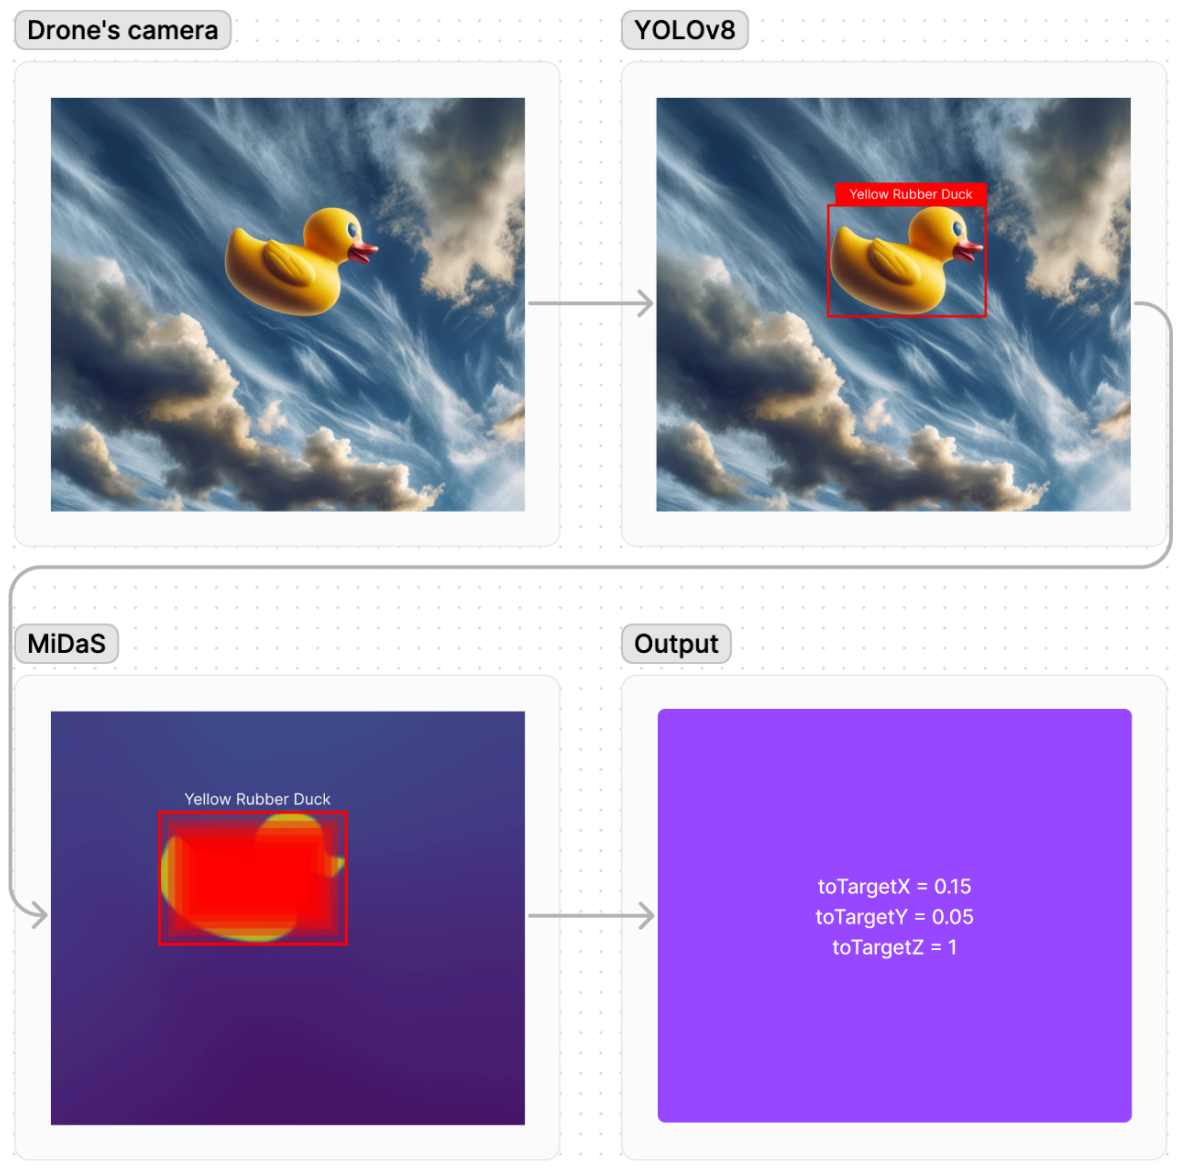 Drone's camera
YOLOv8
Yellow Rubber Duck
MiDaS
Output
Yellow Rubber Duck
toTargetX = 0.15
toTargetY = 0.05
toTargetZ = 1